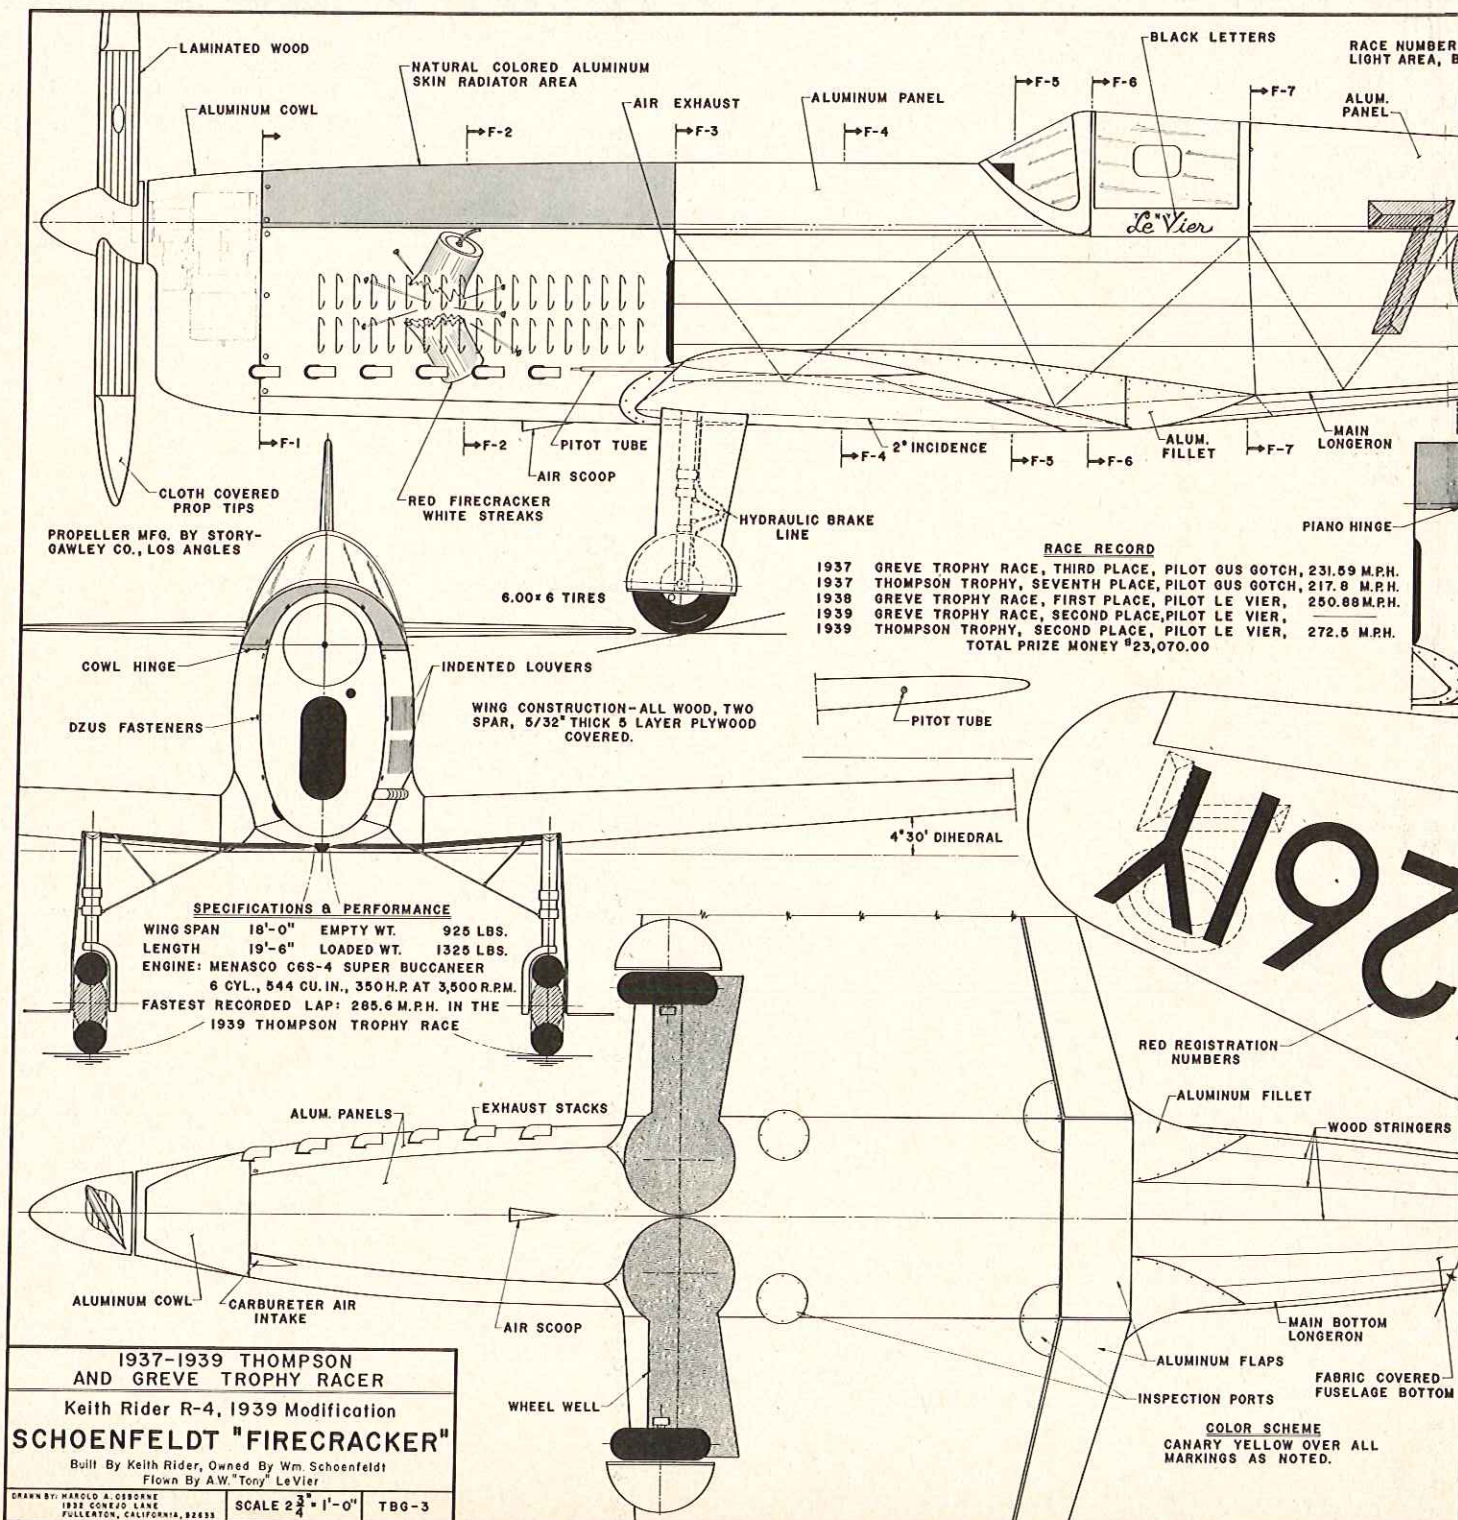 LAMINATED WOOD
NATURAL COLORED ALUMINUM
SKIN RADIATOR AREA
BLACK LETTERS
RACE NUMBER
LIGHT AREA, B
ALUMINUM COWL
AIR EXHAUST
ALUMINUM PANEL
F-5
F-6
F-7
ALUM.
PANEL
F-2
F-3
F-4
Le Vier
7
F-1
F-2
PITOT TUBE
AIR SCOOP
F-4
2° INCIDENCE
F-5
F-6
ALUM.
FILLET
F-7
MAIN
LONGERON
CLOTH COVERED
PROP TIPS
RED FIRECRACKER
WHITE STREAKS
PROPELLER MFG. BY STORY-
GAWLEY CO., LOS ANGLES
HYDRAULIC BRAKE
LINE
PIANO HINGE
6.00 x 6 TIRES
RACE RECORD
1937 GREVE TROPHY RACE, THIRD PLACE, PILOT GUS GOTCH, 231.59 M.P.H.
1937 THOMPSON TROPHY, SEVENTH PLACE, PILOT GUS GOTCH, 217.8 M.P.H.
1938 GREVE TROPHY RACE, FIRST PLACE, PILOT LE VIER, 250.88 M.P.H.
1939 GREVE TROPHY RACE, SECOND PLACE, PILOT LE VIER,
1939 THOMPSON TROPHY, SECOND PLACE, PILOT LE VIER, 272.5 M.P.H.
TOTAL PRIZE MONEY $23,070.00
COWL HINGE
INDENTED LOUVERS
DZUS FASTENERS
WING CONSTRUCTION-ALL WOOD, TWO
SPAR, 5/32" THICK 5 LAYER PLYWOOD
COVERED.
PITOT TUBE
4°30' DIHEDRAL
261Y
SPECIFICATIONS & PERFORMANCE
WING SPAN 18'-0" EMPTY WT. 925 LBS.
LENGTH 19'-6" LOADED WT. 1325 LBS.
ENGINE: MENASCO C6S-4 SUPER BUCCANEER
6 CYL., 544 CU. IN., 350 H.P. AT 3,500 R.P.M.
FASTEST RECORDED LAP: 285.6 M.P.H. IN THE
1939 THOMPSON TROPHY RACE
RED REGISTRATION
NUMBERS
ALUM. PANELS
EXHAUST STACKS
ALUMINUM FILLET
WOOD STRINGERS
ALUMINUM COWL
CARBURETER AIR
INTAKE
AIR SCOOP
MAIN BOTTOM
LONGERON
ALUMINUM FLAPS
FABRIC COVERED
FUSELAGE BOTTOM
WHEEL WELL
INSPECTION PORTS
COLOR SCHEME
CANARY YELLOW OVER ALL
MARKINGS AS NOTED.
1937-1939 THOMPSON
AND GREVE TROPHY RACER
Keith Rider R-4, 1939 Modification
SCHOENFELDT "FIRECRACKER"
Built By Keith Rider, Owned By Wm. Schoenfeldt
Flown By A.W. "Tony" LeVier
DRAWN BY: HAROLD A. OSBORNE
1932 CONEJO LANE
FULLERTON, CALIFORNIA, 92633
SCALE 2 3/4" = 1'-0"
TBG-3